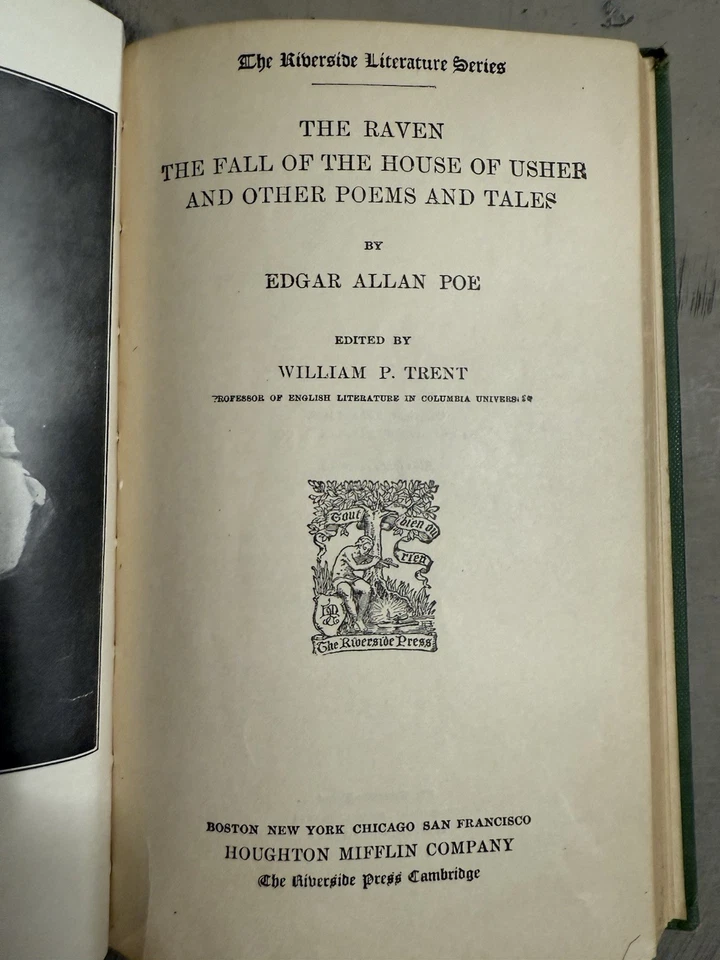 The Riverside Literature Series
THE RAVEN
THE FALL OF THE HOUSE OF USHER
AND OTHER POEMS AND TALES
BY
EDGAR ALLAN POE
EDITED BY
WILLIAM P. TRENT
PROFESSOR OF ENGLISH LITERATURE IN COLUMBIA UNIVERSITY
Tout bien ou
rien
The Riverside Press
BOSTON NEW YORK CHICAGO SAN FRANCISCO
HOUGHTON MIFFLIN COMPANY
The Riverside Press Cambridge